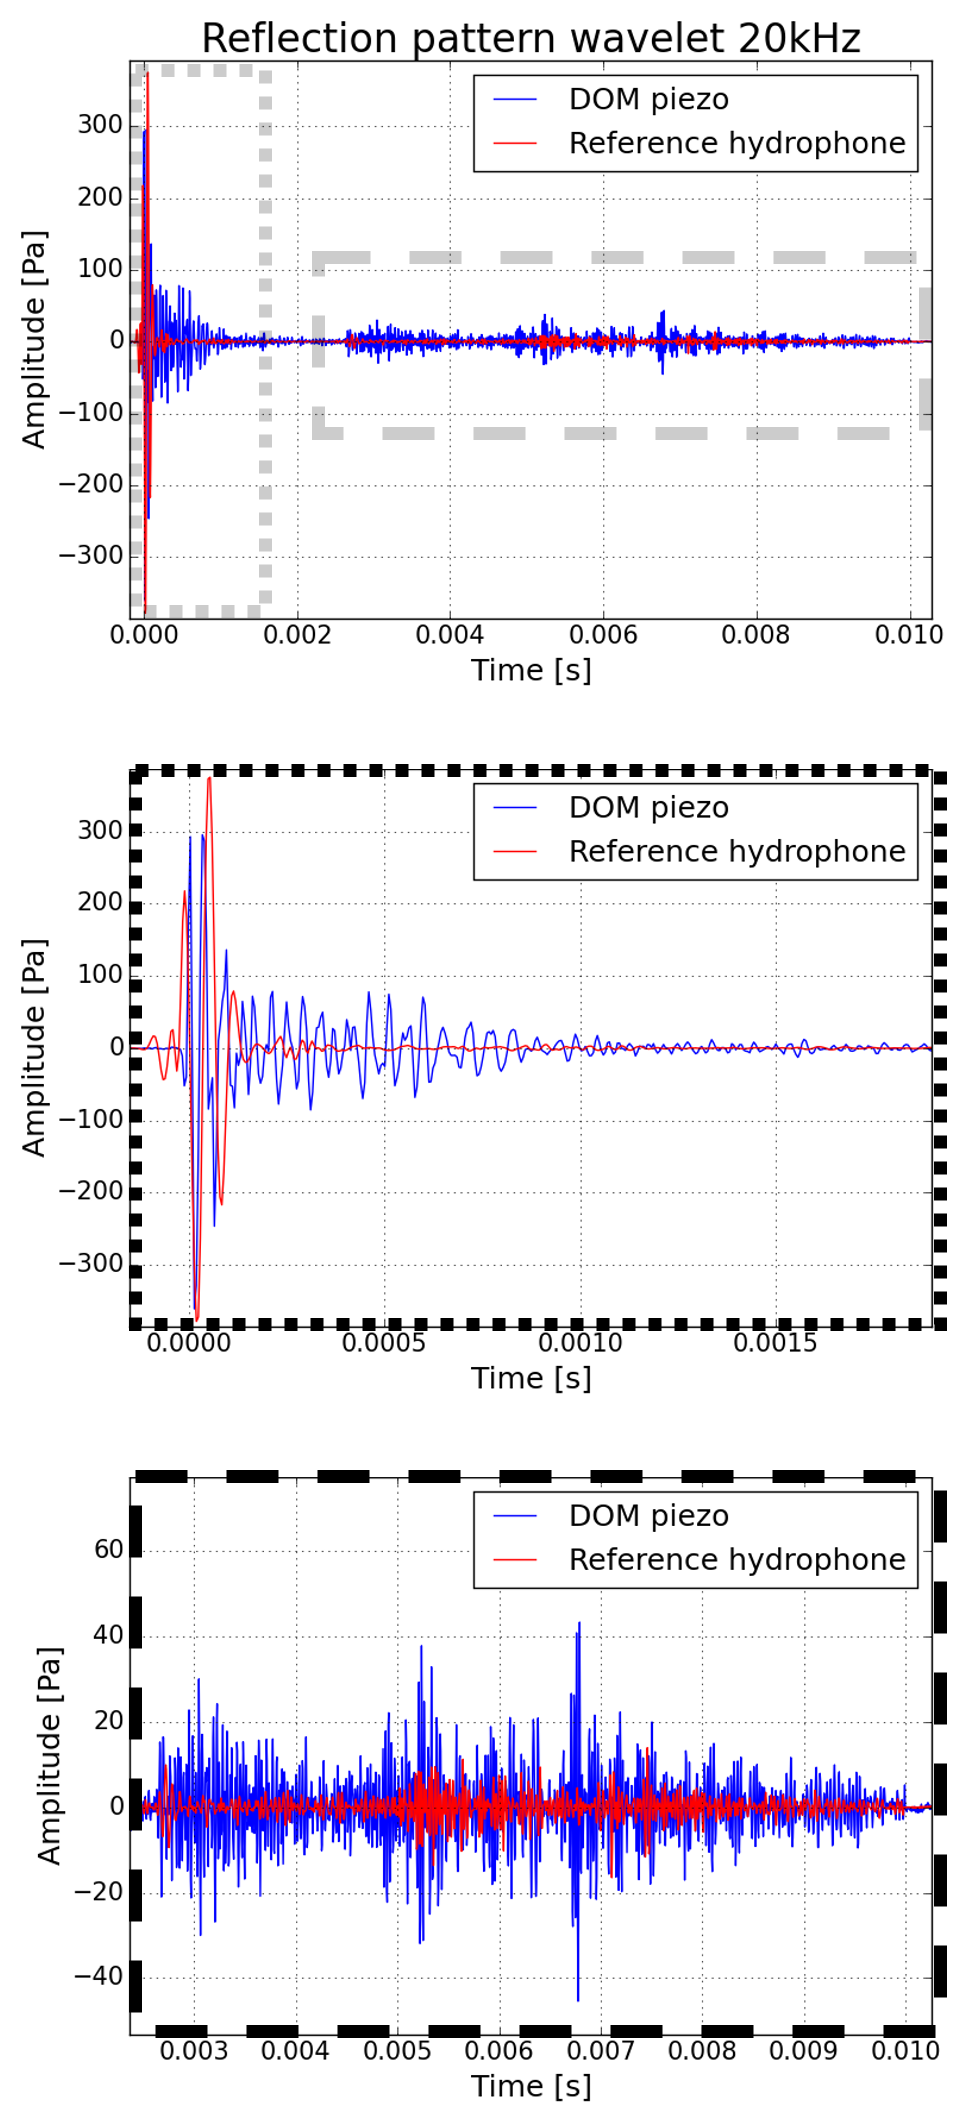 Reflection pattern wavelet 20kHz
DOM piezo
Reference hydrophone
300
200
100
0
−100
−200
−300
Amplitude [Pa]
0.000 0.002 0.004 0.006 0.008 0.010
Time [s]
DOM piezo
Reference hydrophone
300
200
100
0
−100
−200
−300
Amplitude [Pa]
0.0000 0.0005 0.0010 0.0015
Time [s]
DOM piezo
Reference hydrophone
60
40
20
0
−20
−40
Amplitude [Pa]
0.003 0.004 0.005 0.006 0.007 0.008 0.009 0.010
Time [s]